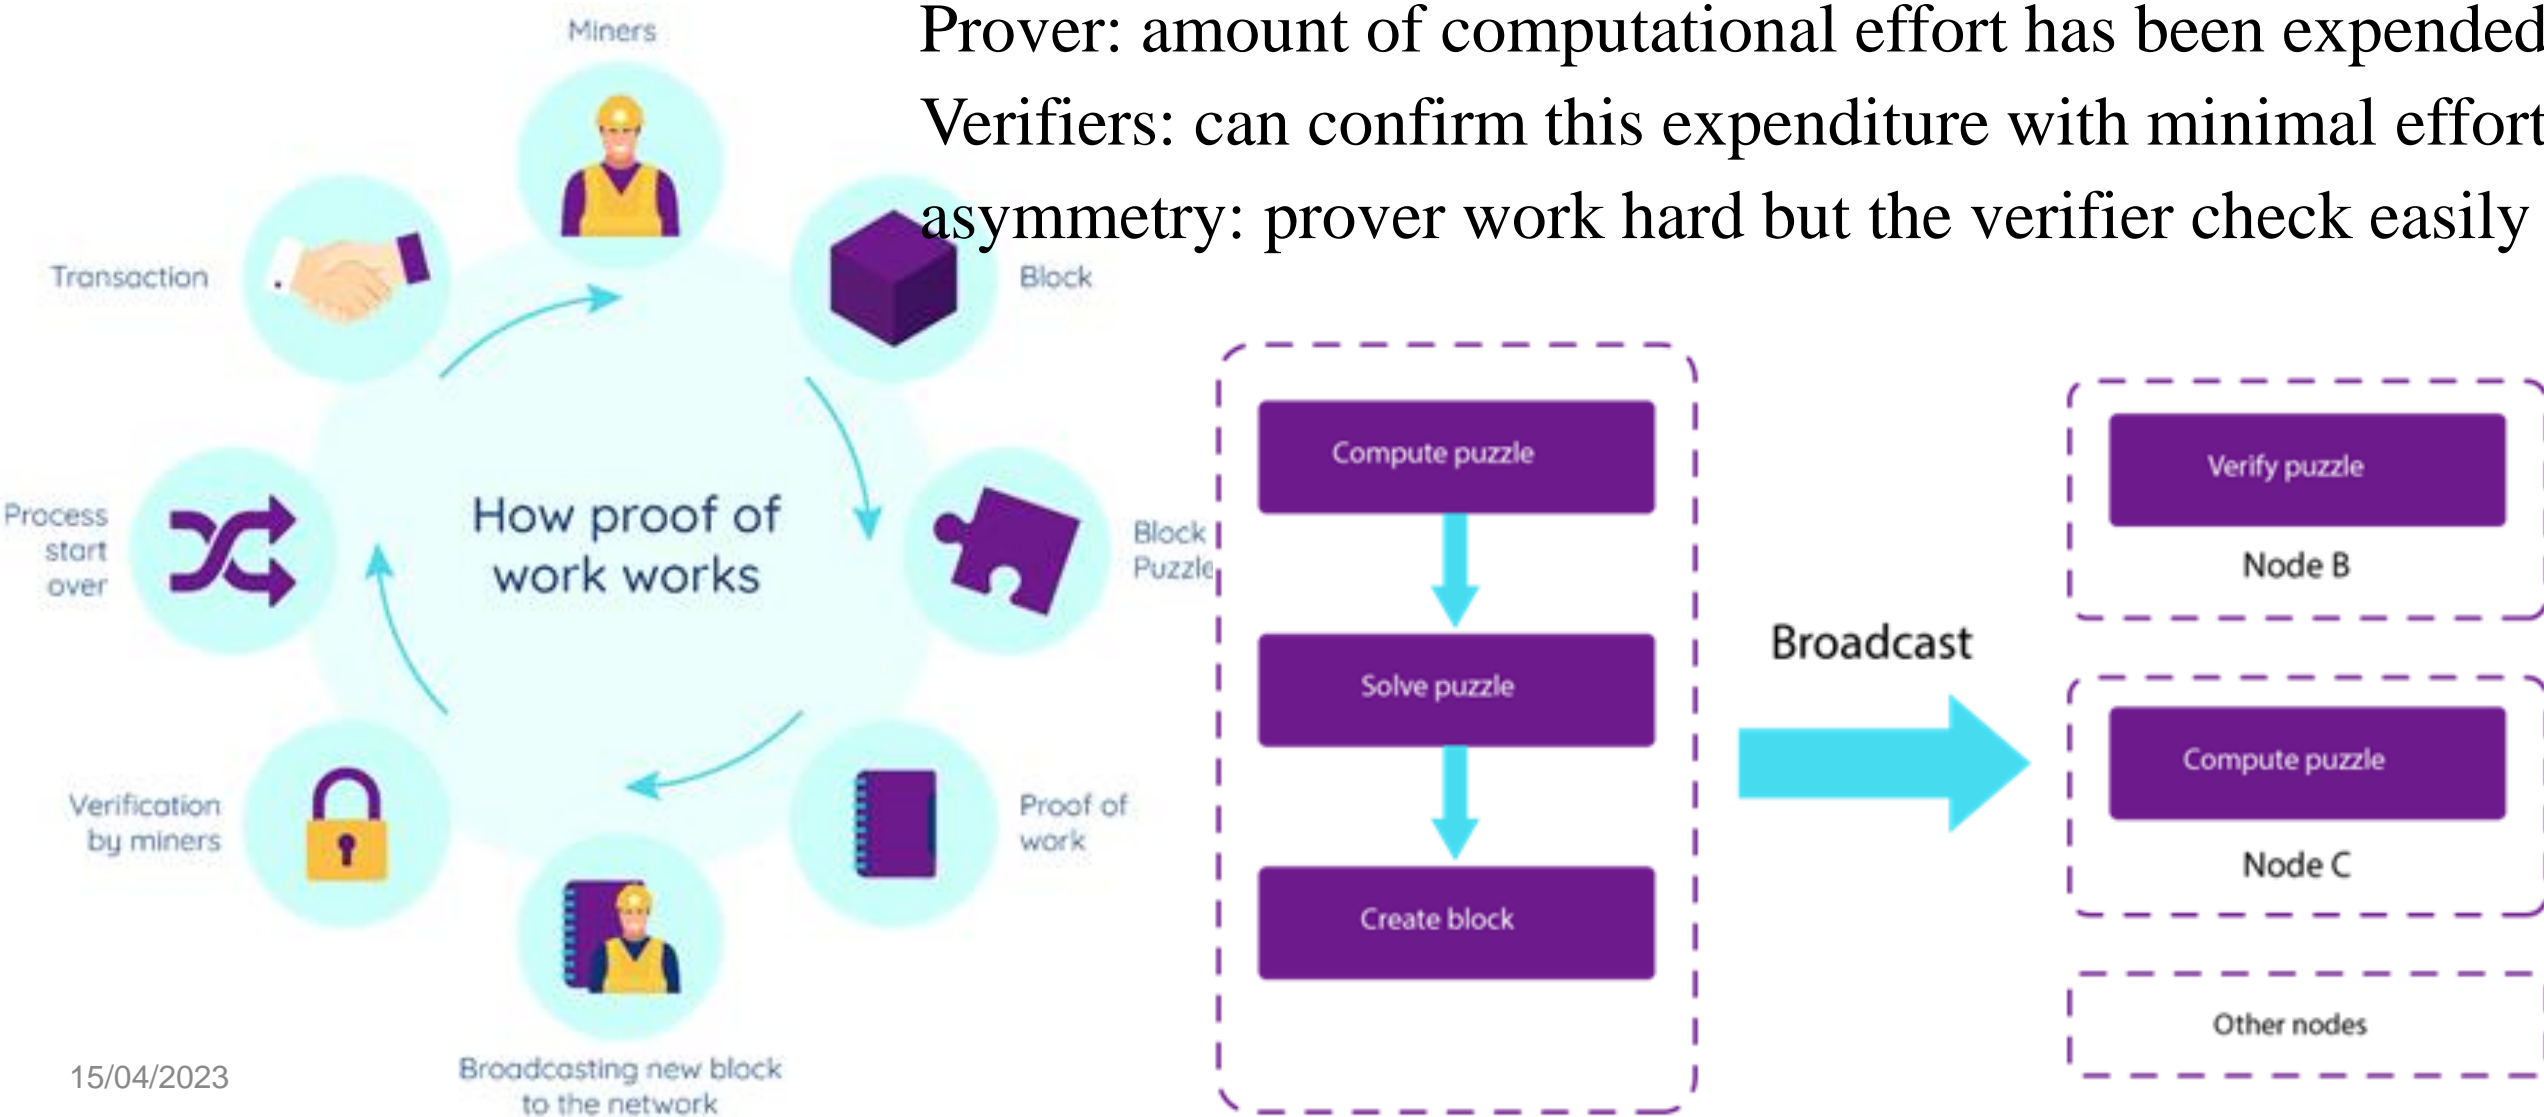 Prover: amount of computational effort has been expended
Verifiers: can confirm this expenditure with minimal effort
asymmetry: prover work hard but the verifier check easily
Miners
Transaction
Block
Process
start
over
How proof of
work works
Block
Puzzle
Verification
by miners
Proof of
work
Broadcasting new block
to the network
Compute puzzle
Solve puzzle
Create block
Broadcast
Verify puzzle
Node B
Compute puzzle
Node C
Other nodes
15/04/2023